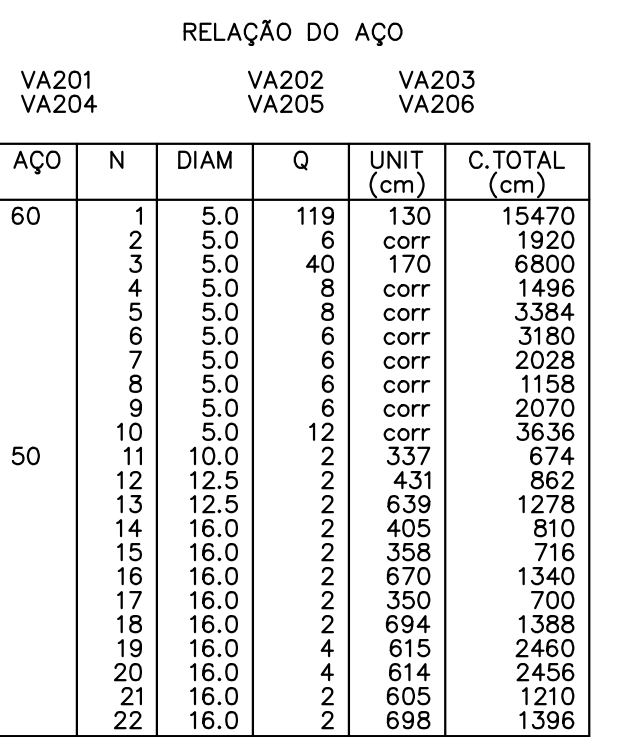 RELAÇÃO DO AÇO
VA201 VA202 VA203
VA204 VA205 VA206
AÇO N DIAM Q UNIT C.TOTAL
(cm) (cm)
60 1 5.0 119 130 15470
2 5.0 6 corr 1920
3 5.0 40 170 6800
4 5.0 8 corr 1496
5 5.0 8 corr 3384
6 5.0 6 corr 3180
7 5.0 6 corr 2028
8 5.0 6 corr 1158
9 5.0 6 corr 2070
10 5.0 12 corr 3636
50 11 10.0 2 337 674
12 12.5 2 431 862
13 12.5 2 639 1278
14 16.0 2 405 810
15 16.0 2 358 716
16 16.0 2 670 1340
17 16.0 2 350 700
18 16.0 2 694 1388
19 16.0 4 615 2460
20 16.0 4 614 2456
21 16.0 2 605 1210
22 16.0 2 698 1396